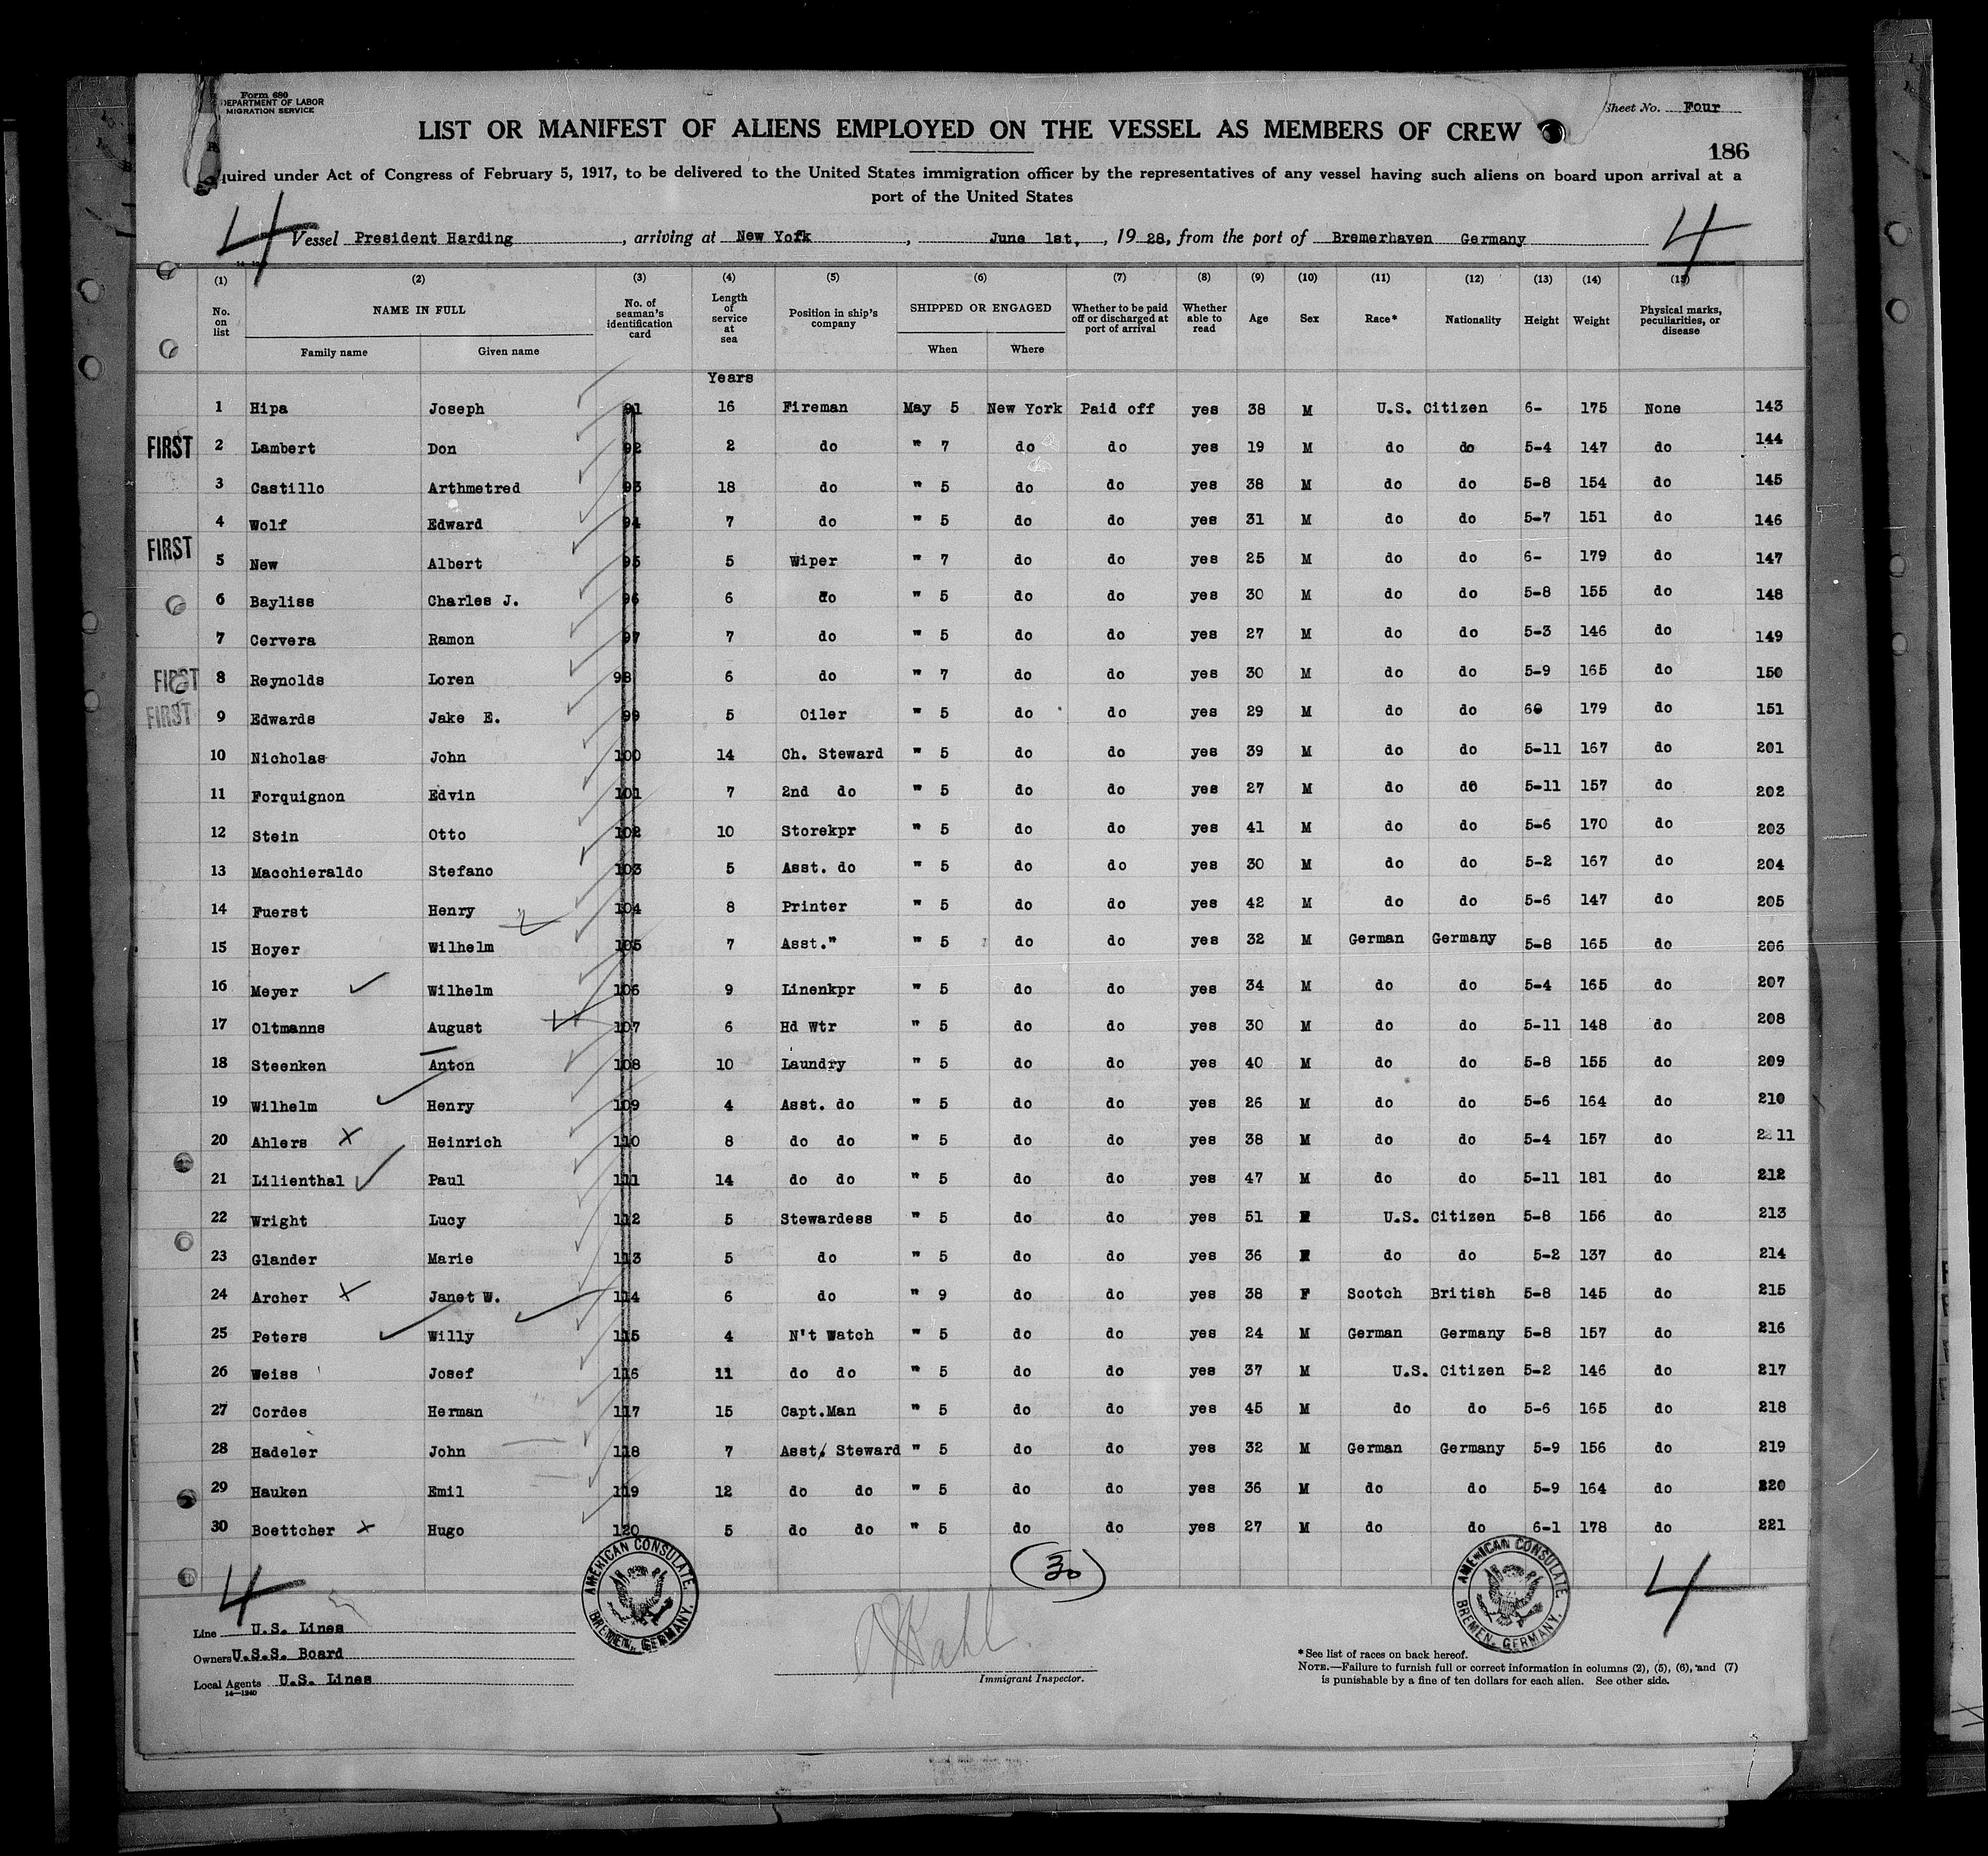 Form 680
DEPARTMENT OF LABOR
MIGRATION SERVICE
Sheet No. Four
LIST OR MANIFEST OF ALIENS EMPLOYED ON THE VESSEL AS MEMBERS OF CREW
186
quired under Act of Congress of February 5, 1917, to be delivered to the United States immigration officer by the representatives of any vessel having such aliens on board upon arrival at a
port of the United States
4 Vessel President Harding, arriving at New York, June 1st, 1928, from the port of Bremerhaven Germany 4
(1) (2) (3) (4) (5) (6) (7) (8) (9) (10) (11) (12) (13) (14) (15)
No. on list NAME IN FULL Family name Given name No. of seaman's identification card Length of service at sea Position in ship's company SHIPPED OR ENGAGED When Where Whether to be paid off or discharged at port of arrival Whether able to read Age Sex Race* Nationality Height Weight Physical marks, peculiarities, or disease
Years
1 Hipa Joseph 91 16 Fireman May 5 New York Paid off yes 38 M U.S. Citizen 6- 175 None 143
FIRST 2 Lambert Don 92 2 do " 7 do do yes 19 M do do 5-4 147 do 144
3 Castillo Arthmetred 93 18 do " 5 do do yes 38 M do do 5-8 154 do 145
4 Wolf Edward 94 7 do " 5 do do yes 31 M do do 5-7 151 do 146
FIRST 5 New Albert 95 5 Wiper " 7 do do yes 25 M do do 6- 179 do 147
6 Bayliss Charles J. 96 6 do " 5 do do yes 30 M do do 5-8 155 do 148
7 Cervera Ramon 97 7 do " 5 do do yes 27 M do do 5-3 146 do 149
FIRST 8 Reynolds Loren 98 6 do " 7 do do yes 30 M do do 5-9 165 do 150
FIRST 9 Edwards Jake E. 99 5 Oiler " 5 do do yes 29 M do do 60 179 do 151
10 Nicholas John 100 14 Ch. Steward " 5 do do yes 39 M do do 5-11 167 do 201
11 Forquignon Edvin 101 7 2nd do " 5 do do yes 27 M do do 5-11 157 do 202
12 Stein Otto 102 10 Storekpr " 5 do do yes 41 M do do 5-6 170 do 203
13 Macchieraldo Stefano 103 5 Asst. do " 5 do do yes 30 M do do 5-2 167 do 204
14 Fuerst Henry 104 8 Printer " 5 do do yes 42 M do do 5-6 147 do 205
15 Hoyer Wilhelm 105 7 Asst." " 5 do do yes 32 M German Germany 5-8 165 do 206
16 Meyer Wilhelm 106 9 Linenkpr " 5 do do yes 34 M do do 5-4 165 do 207
17 Oltmanns August 107 6 Hd Wtr " 5 do do yes 30 M do do 5-11 148 do 208
18 Steenken Anton 108 10 Laundry " 5 do do yes 40 M do do 5-8 155 do 209
19 Wilhelm Henry 109 4 Asst. do " 5 do do yes 26 M do do 5-6 164 do 210
20 Ahlers Heinrich 110 8 do do " 5 do do yes 38 M do do 5-4 157 do 2211
21 Lilienthal Paul 111 14 do do " 5 do do yes 47 M do do 5-11 181 do 212
22 Wright Lucy 112 5 Stewardess " 5 do do yes 51 F U.S. Citizen 5-8 156 do 213
23 Glander Marie 113 5 do " 5 do do yes 36 F do do 5-2 137 do 214
24 Archer Janet W. 114 6 do " 9 do do yes 38 F Scotch British 5-8 145 do 215
25 Peters Willy 115 4 N't Watch " 5 do do yes 24 M German Germany 5-8 157 do 216
26 Weiss Josef 116 11 do do " 5 do do yes 37 M U.S. Citizen 5-2 146 do 217
27 Cordes Herman 117 15 Capt.Man " 5 do do yes 45 M do do 5-6 165 do 218
28 Hadeler John 118 7 Asst. Steward " 5 do do yes 32 M German Germany 5-9 156 do 219
29 Hauken Emil 119 12 do do " 5 do do yes 36 M do do 5-9 164 do 220
30 Boettcher Hugo 120 5 do do " 5 do do yes 27 M do do 6-1 178 do 221
4 AMERICAN CONSULATE. BREMEN, GERMANY. 30 AMERICAN CONSULATE. BREMEN, GERMANY. 4
Line U.S. Lines
Owners U.S.S. Board
Local Agents U.S. Lines
14—1240
Immigrant Inspector.
*See list of races on back hereof.
NOTE.—Failure to furnish full or correct information in columns (2), (5), (6), and (7)
is punishable by a fine of ten dollars for each alien. See other side.